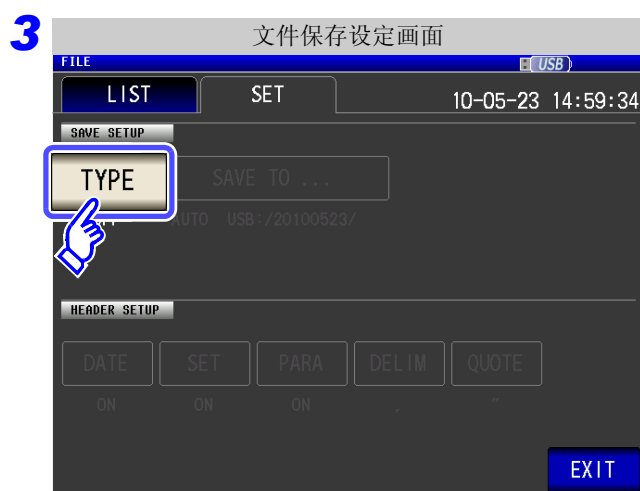 3
文件保存设定画面
FILE USB
LIST SET 10-05-23 14:59:34
SAVE SETUP
TYPE SAVE TO ...
AUTO USB:/20100523/
HEADER SETUP
DATE SET PARA DELIM QUOTE
ON ON ON . "
EXIT